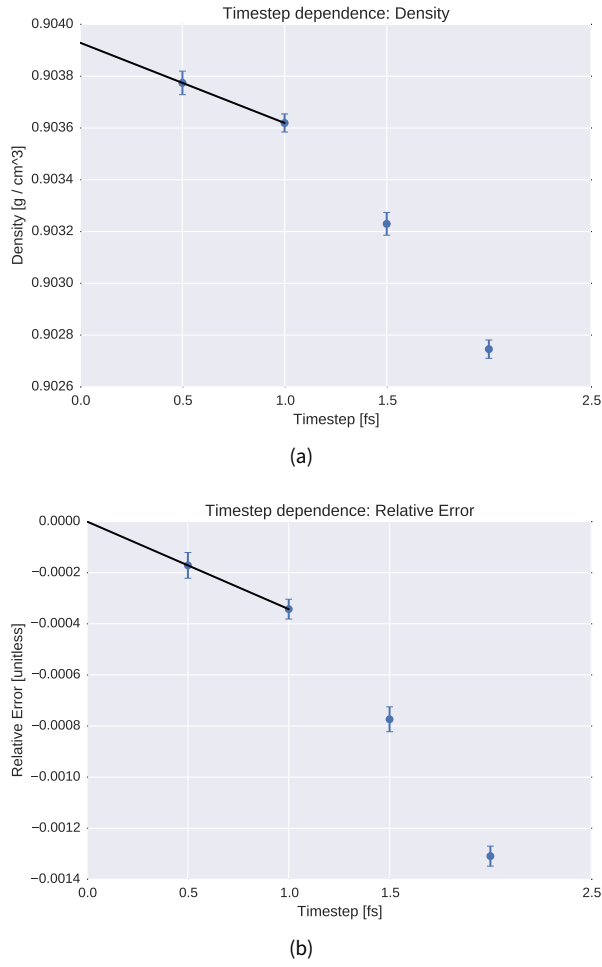 Timestep dependence: Density
0.9040
0.9038
0.9036
0.9034
0.9032
0.9030
0.9028
0.9026
Density [g / cm^3]
0.0 0.5 1.0 1.5 2.5
Timestep [fs]
(a)
Timestep dependence: Relative Error
0.0000
−0.0002
−0.0004
−0.0006
−0.0008
−0.0010
−0.0012
−0.0014
Relative Error [unitless]
0.0 0.5 1.0 1.5 2.5
Timestep [fs]
(b)